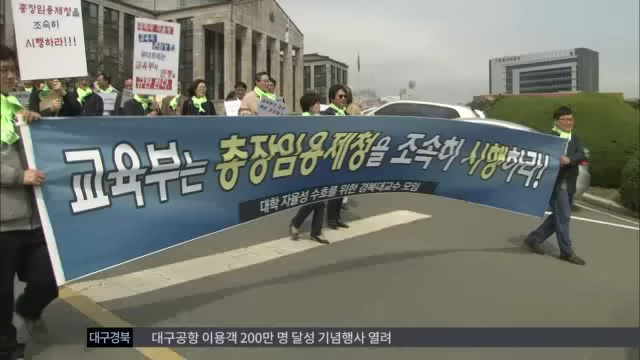 총장임용제청을
조속히
시행하라!!!
교육부는 총장임용제청을 조속히 시행하라!
대학 자율성 수호를 위한 경북대교수 모임
대구경북 대구공항 이용객 200만 명 달성 기념행사 열려